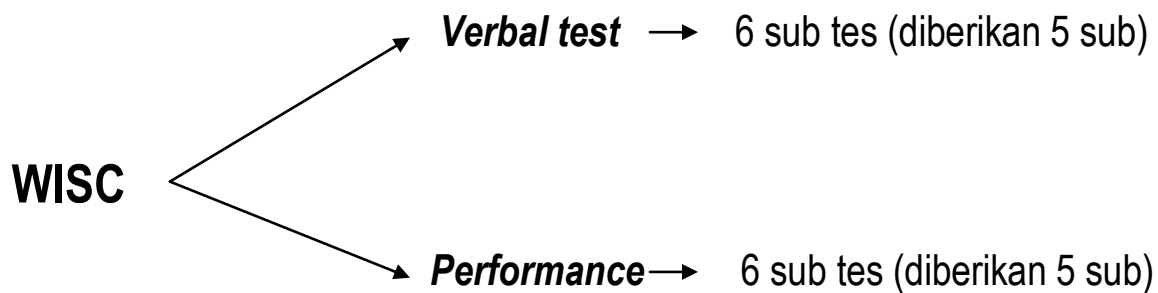 Verbal test 6 sub tes (diberikan 5 sub)
WISC
Performance 6 sub tes (diberikan 5 sub)